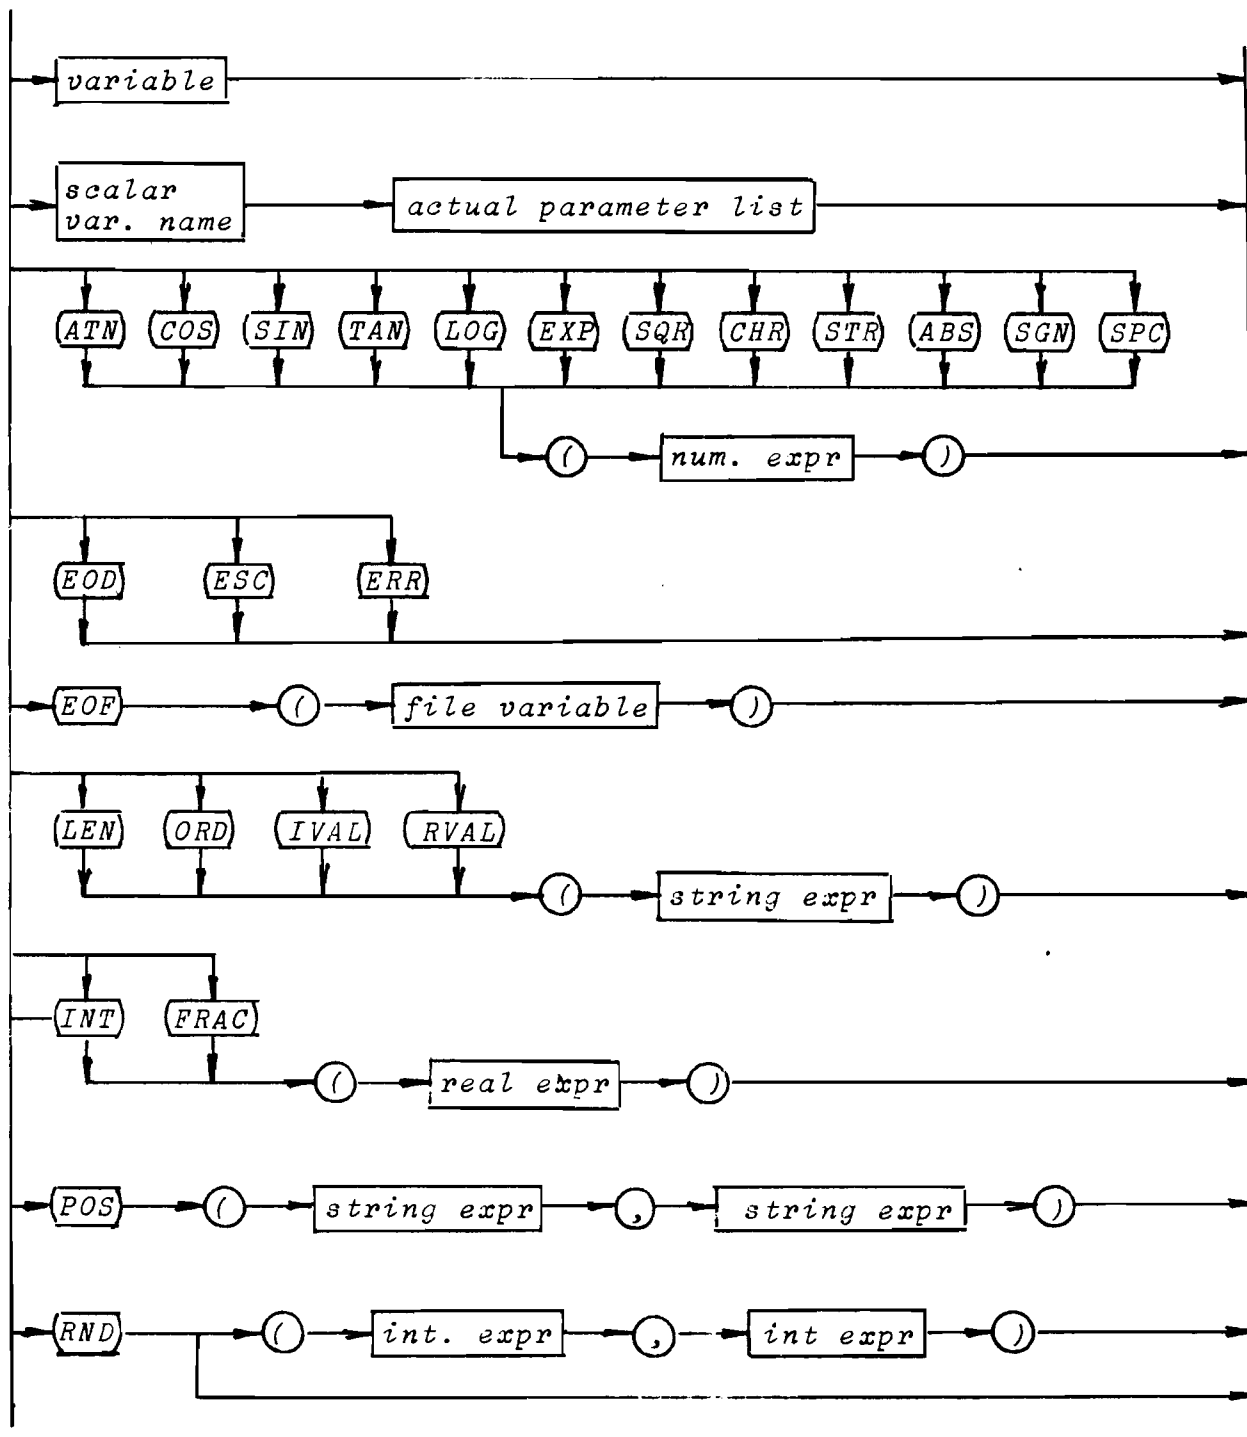 variable
scalar
var. name
actual parameter list
ATN COS SIN TAN LOG EXP SQR CHR STR ABS SGN SPC
( num. expr )
EOD ESC ERR
EOF ( file variable )
LEN ORD IVAL RVAL
( string expr )
INT FRAC
( real expr )
POS ( string expr , string expr )
RND ( int. expr , int expr )